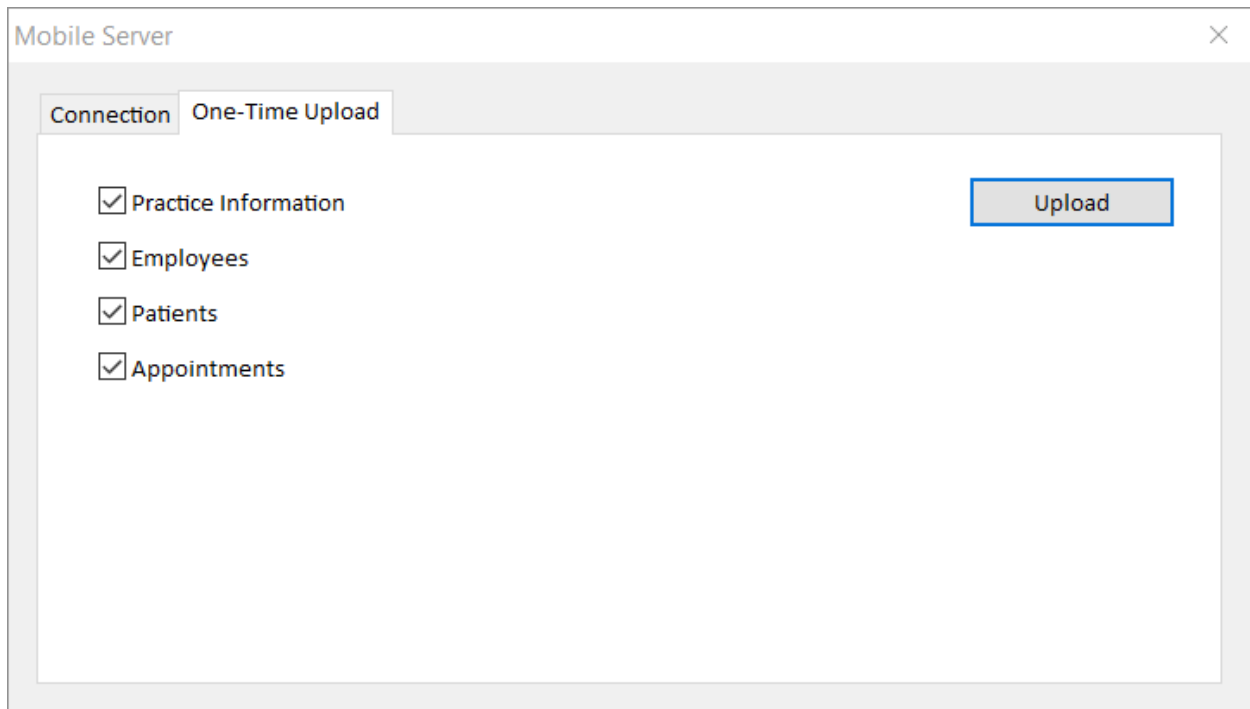 Mobile Server
Connection One-Time Upload
Practice Information Upload
Employees
Patients
Appointments